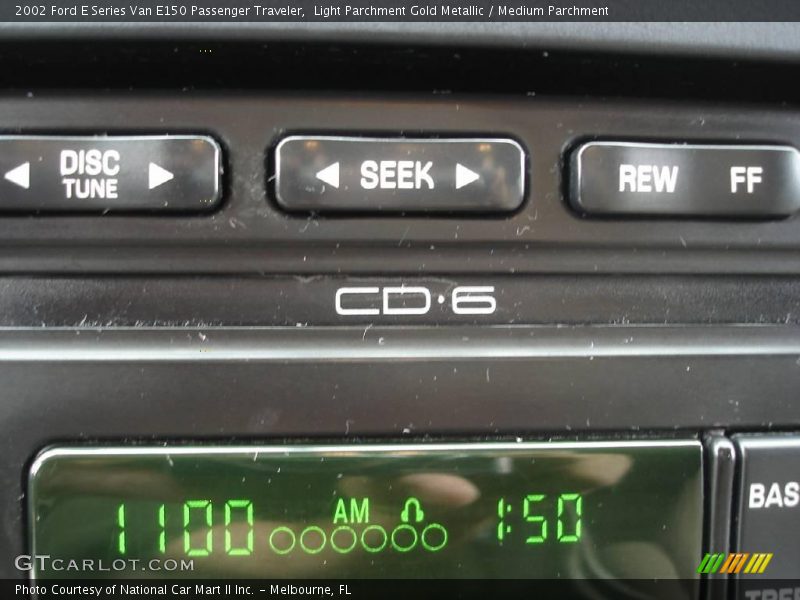 2002 Ford E Series Van E150 Passenger Traveler,  Light Parchment Gold Metallic / Medium Parchment
DISC TUNE
SEEK
REW FF
CD·6
AM
1100 1:50
BAS
GTCARLOT.COM
Photo Courtesy of National Car Mart II Inc. – Melbourne, FL